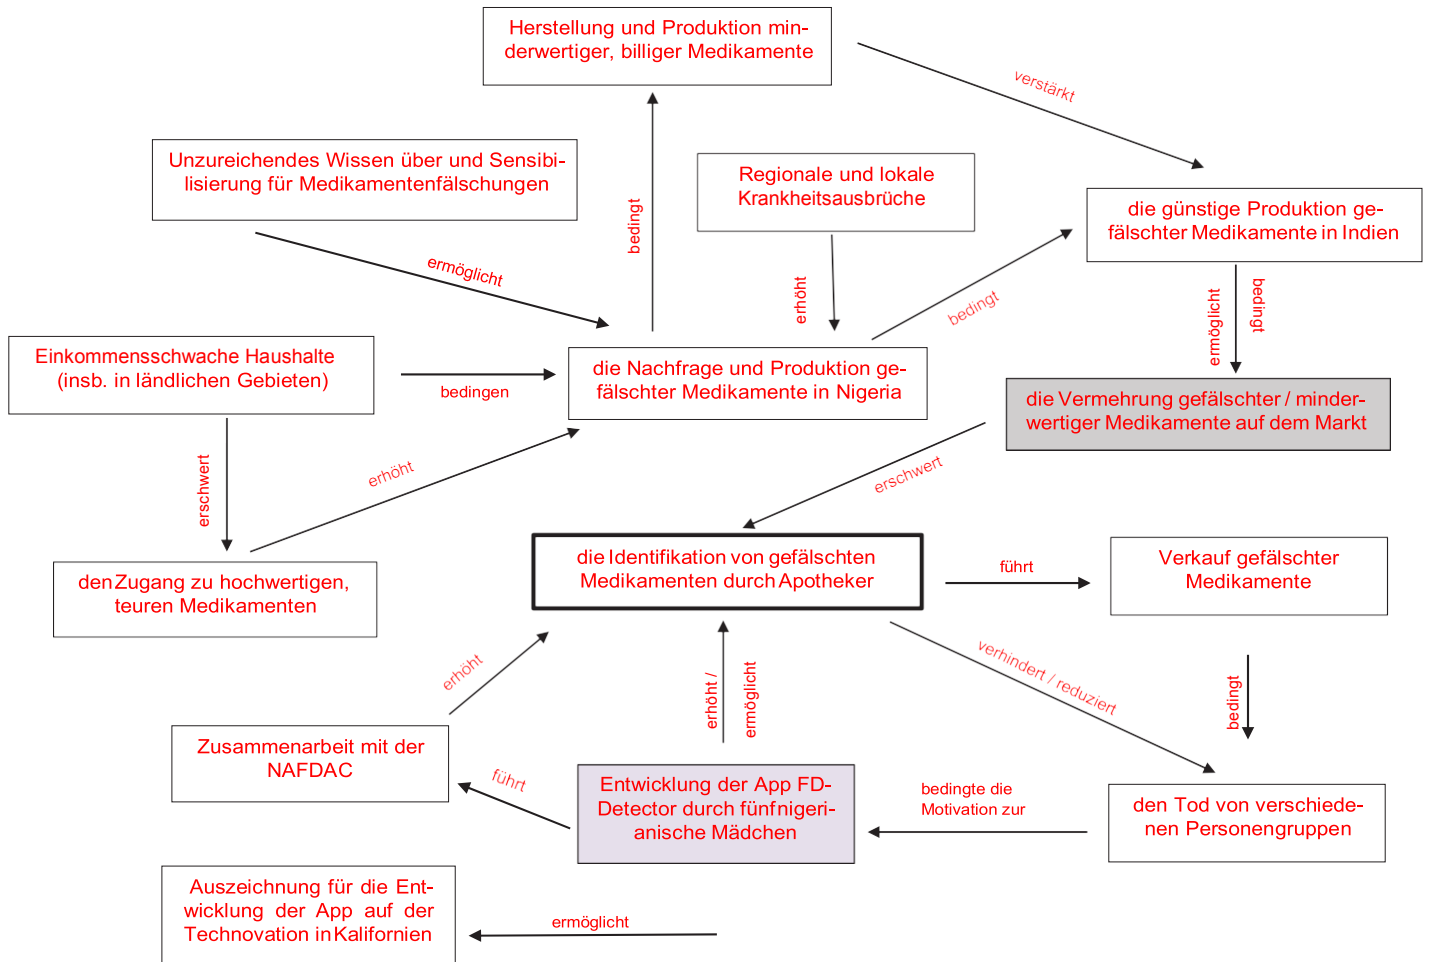 Herstellung und Produktion min-
derwertiger, billiger Medikamente
verstärkt
Unzureichendes Wissen über und Sensibi-
lisierung für Medikamentenfälschungen
Regionale und lokale
Krankheitsausbrüche
die günstige Produktion ge-
fälschter Medikamente in Indien
bedingt
ermöglicht
erhöht
bedingt
ermöglicht
bedingt
Einkommensschwache Haushalte
(insb. in ländlichen Gebieten)
bedingen
die Nachfrage und Produktion ge-
fälschter Medikamente in Nigeria
die Vermehrung gefälschter / minder-
wertiger Medikamente auf dem Markt
erschwert
erhöht
erschwert
den Zugang zu hochwertigen,
teuren Medikamenten
die Identifikation von gefälschten
Medikamenten durch Apotheker
führt
Verkauf gefälschter
Medikamente
erhöht
erhöht /
ermöglicht
verhindert / reduziert
bedingt
Zusammenarbeit mit der
NAFDAC
führt
Entwicklung der App FD-
Detector durch fünf nigeri-
anische Mädchen
bedingte die
Motivation zur
den Tod von verschiede-
nen Personengruppen
Auszeichnung für die Ent-
wicklung der App auf der
Technovation in Kalifornien
ermöglicht